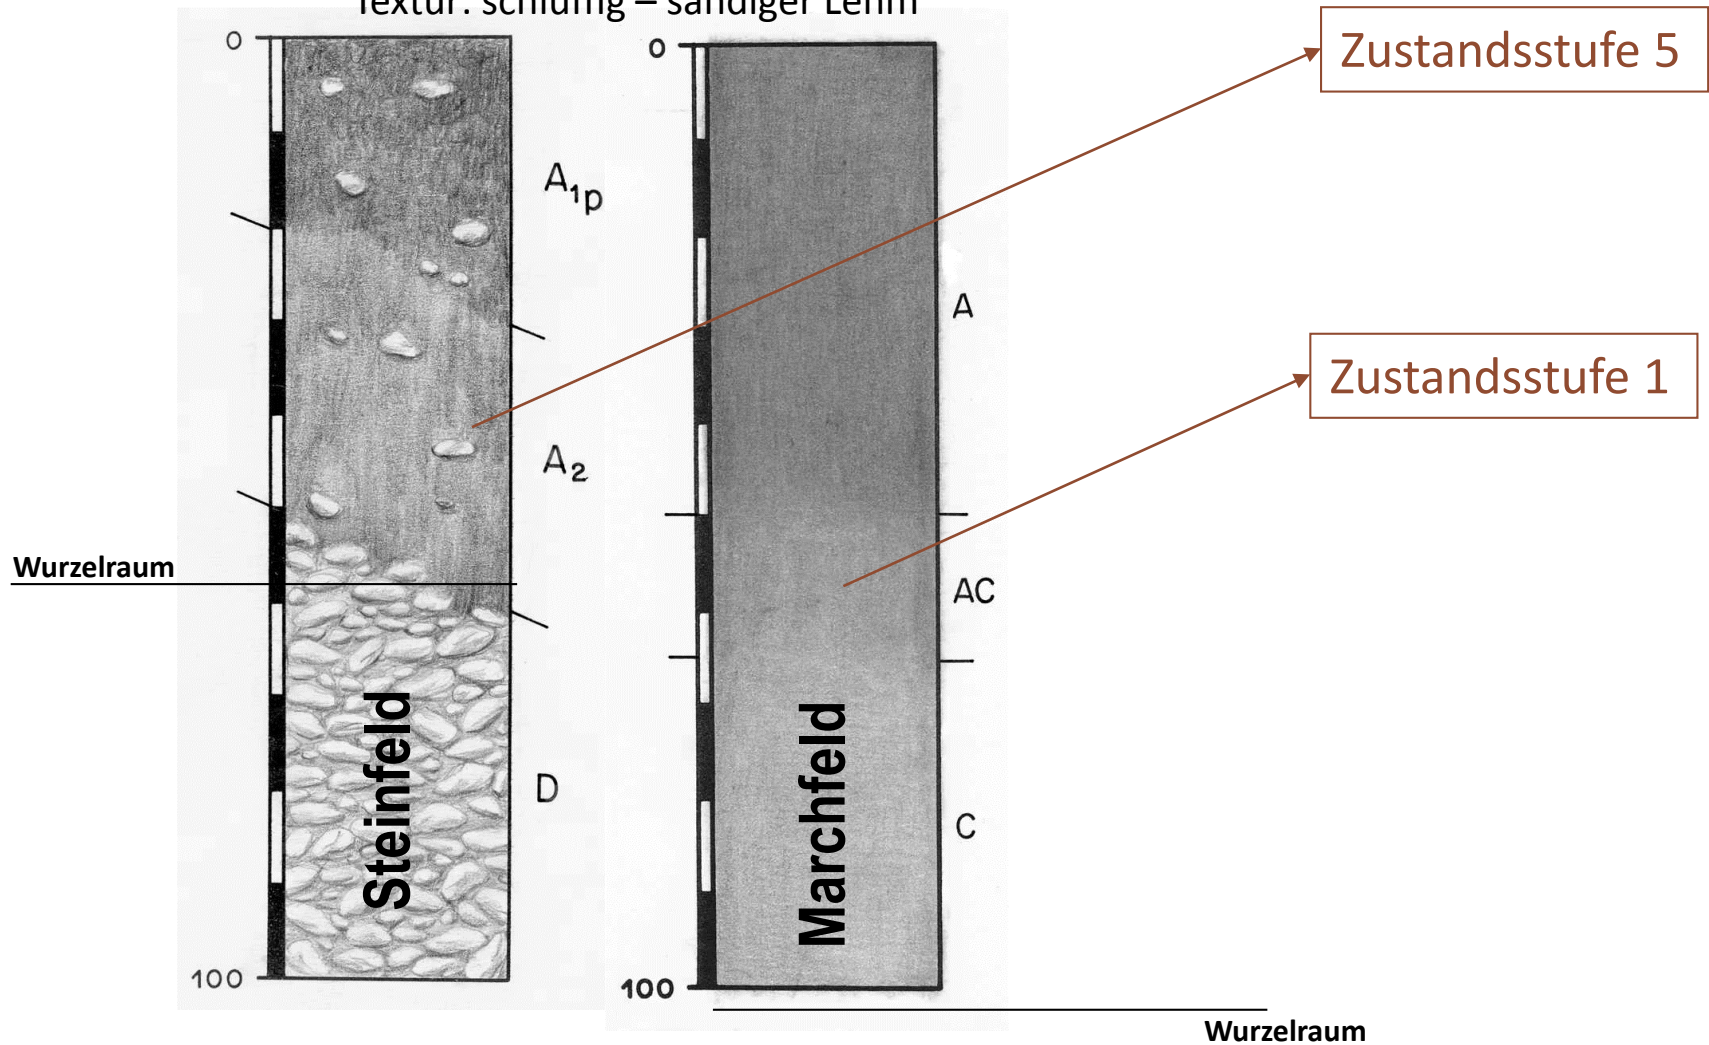 Textur: schluffig – sandiger Lehm
0
0
Zustandsstufe 5
A1p
A
Zustandsstufe 1
A2
Wurzelraum
AC
Steinfeld
Marchfeld
D
C
100
100
Wurzelraum